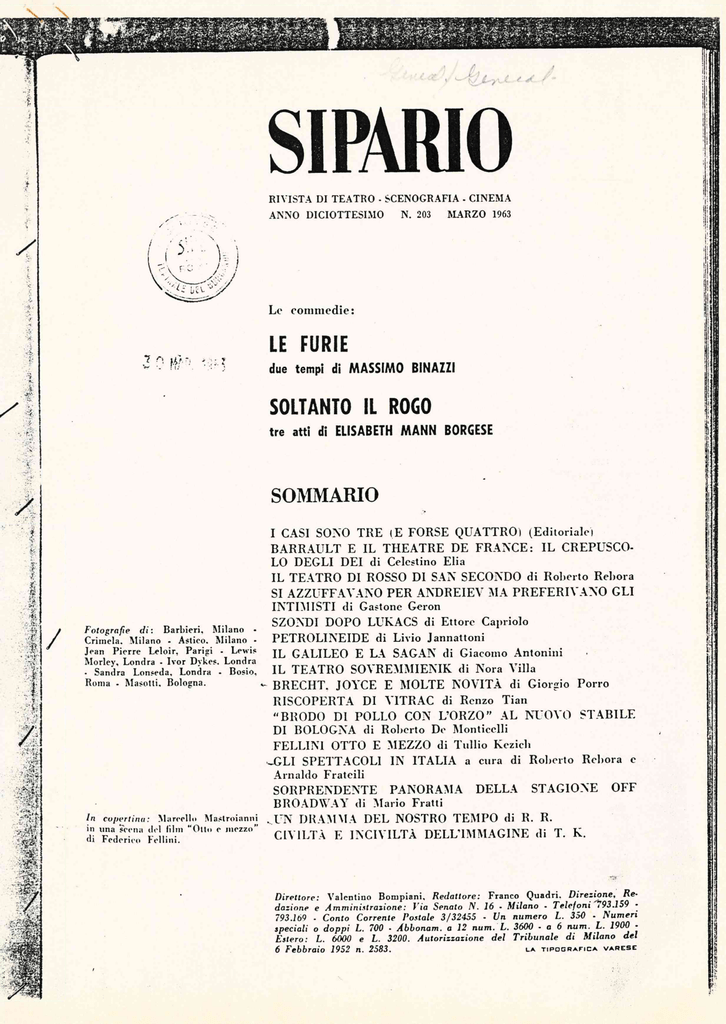 General
SIPARIO
RIVISTA DI TEATRO - SCENOGRAFIA - CINEMA
ANNO DICIOTTESIMO N. 203 MARZO 1963
Le commedie:
LE FURIE
due tempi di MASSIMO BINAZZI
SOLTANTO IL ROGO
tre atti di ELISABETH MANN BORGESE
SOMMARIO
I CASI SONO TRE (E FORSE QUATTRO) (Editoriale)
BARRAULT E IL THEATRE DE FRANCE: IL CREPUSCO-
LO DEGLI DEI di Celestino Elia
IL TEATRO DI ROSSO DI SAN SECONDO di Roberto Rebora
SI AZZUFFAVANO PER ANDREIEV MA PREFERIVANO GLI
INTIMISTI di Gastone Geron
SZONDI DOPO LUKACS di Ettore Capriolo
PETROLINEIDE di Livio Jannattoni
IL GALILEO E LA SAGAN di Giacomo Antonini
IL TEATRO SOVREMMIENIK di Nora Villa
BRECHT, JOYCE E MOLTE NOVITÀ di Giorgio Porro
RISCOPERTA DI VITRAC di Renzo Tian
"BRODO DI POLLO CON L'ORZO" AL NUOVO STABILE
DI BOLOGNA di Roberto De Monticelli
FELLINI OTTO E MEZZO di Tullio Kezich
GLI SPETTACOLI IN ITALIA a cura di Roberto Rebora e
Arnaldo Frateili
SORPRENDENTE PANORAMA DELLA STAGIONE OFF
BROADWAY di Mario Fratti
UN DRAMMA DEL NOSTRO TEMPO di R. R.
CIVILTÀ E INCIVILTÀ DELL'IMMAGINE di T. K.
Fotografie di: Barbieri, Milano -
Crimela, Milano - Astico, Milano -
Jean Pierre Leloir, Parigi - Lewis
Morley, Londra - Ivor Dykes, Londra
- Sandra Lonseda, Londra - Bosio,
Roma - Masotti, Bologna.
In copertina: Marcello Mastroianni
in una scena del film "Otto e mezzo"
di Federico Fellini.
Direttore: Valentino Bompiani, Redattore: Franco Quadri, Direzione, Re-
dazione e Amministrazione: Via Senato N. 16 - Milano - Telefoni 793.159 -
793.169 - Conto Corrente Postale 3/32455 - Un numero L. 350 - Numeri
speciali o doppi L. 700 - Abbonam. a 12 num. L. 3600 - a 6 num. L. 1900 -
Estero: L. 6000 e L. 3200. Autorizzazione del Tribunale di Milano del
6 Febbraio 1952 n. 2583.
LA TIPOGRAFICA VARESE